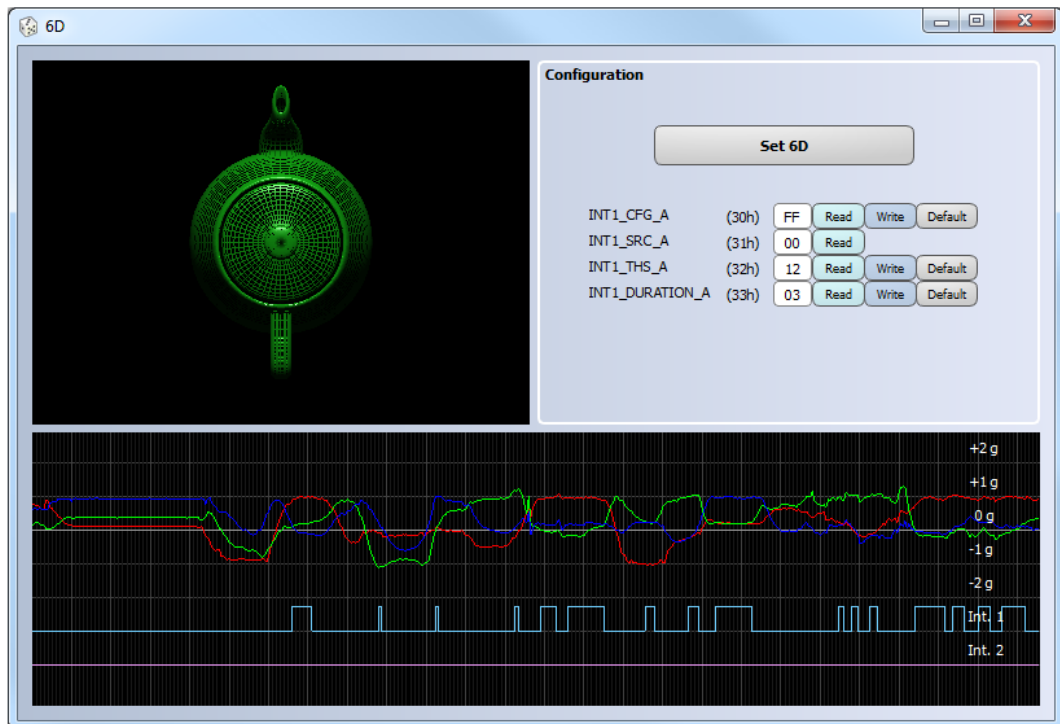 6D
Configuration
Set 6D
INT1_CFG_A (30h) FF Read Write Default
INT1_SRC_A (31h) 00 Read
INT1_THS_A (32h) 12 Read Write Default
INT1_DURATION_A (33h) 03 Read Write Default
+2 g
+1 g
0 g
-1 g
-2 g
Int. 1
Int. 2